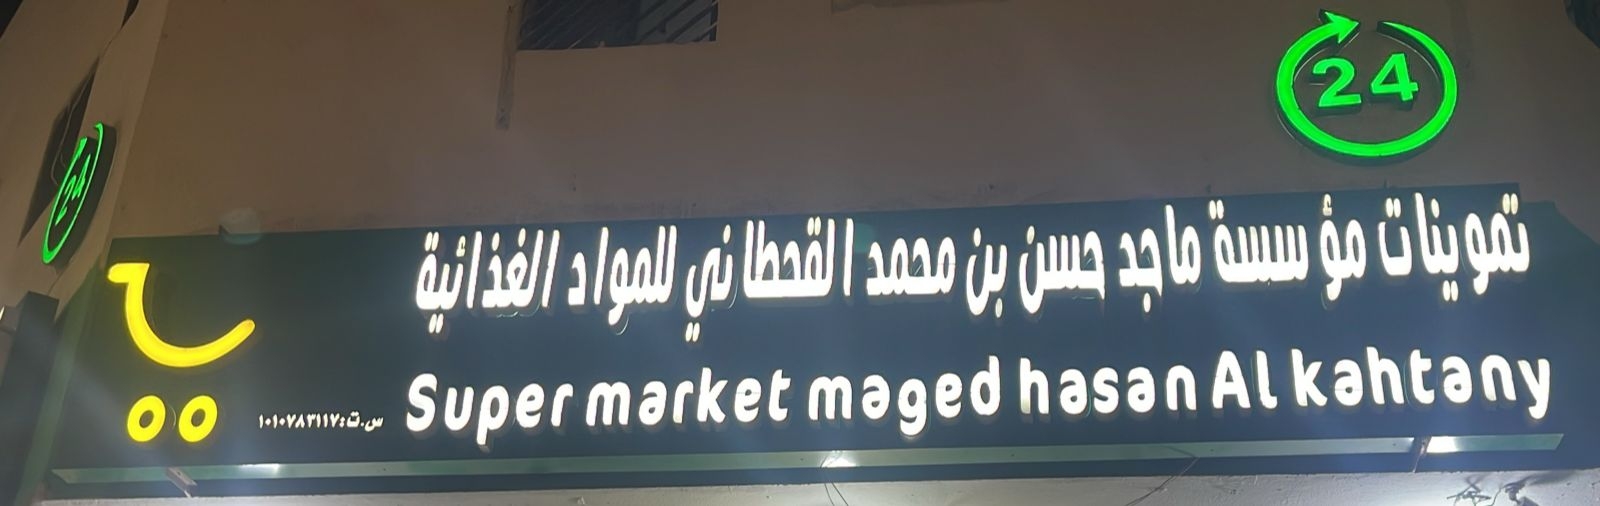 24
24
تموينات مؤسسة ماجد حسن بن محمد القحطاني للمواد الغذائية
Super market maged hasan Al kahtany
س.ت:١٠١٠٧٨٣١١٧